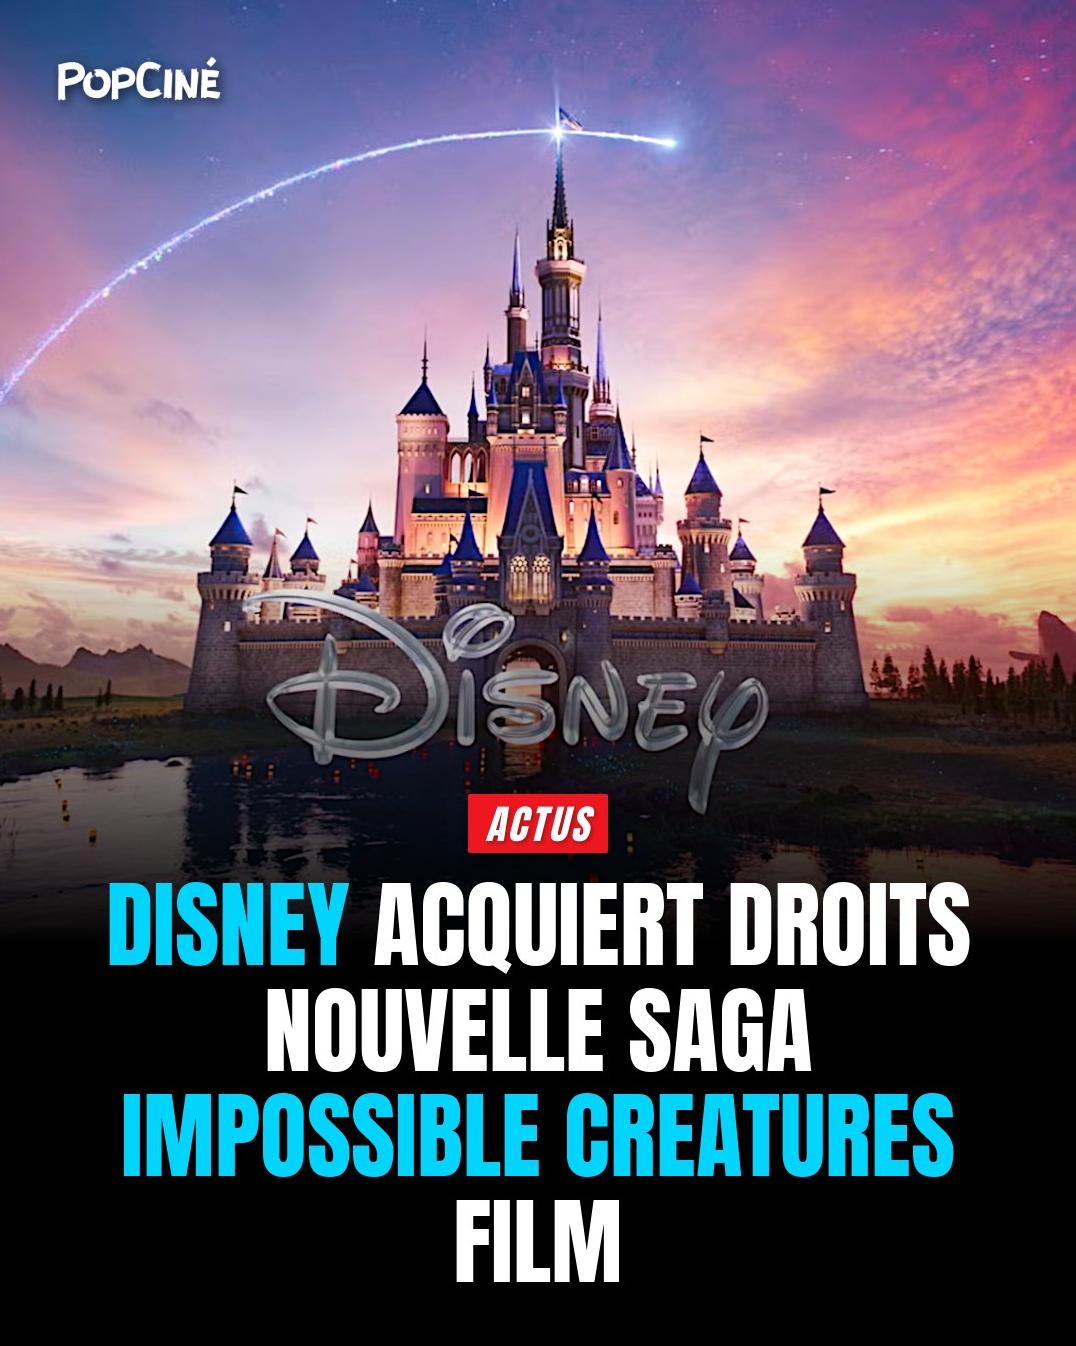 POPCINÉ
DISNEY
ACTUS
DISNEY ACQUIERT DROITS
NOUVELLE SAGA
IMPOSSIBLE CREATURES
FILM